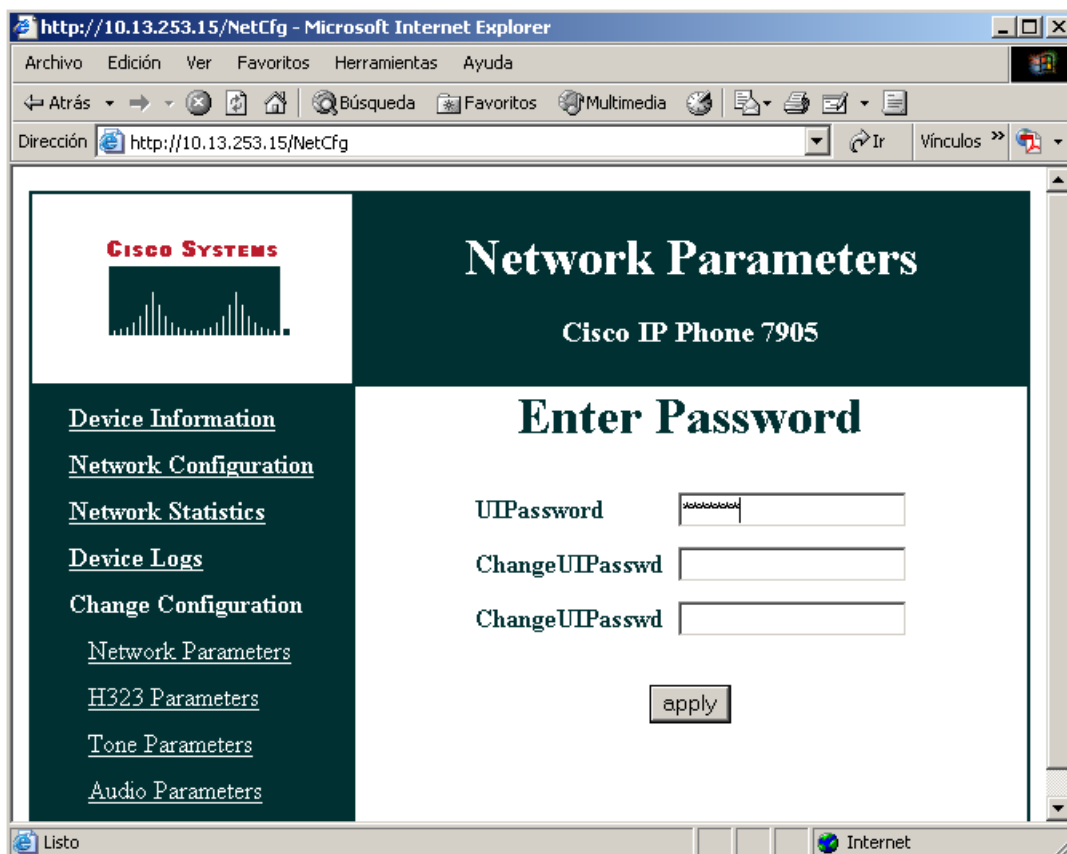 http://10.13.253.15/NetCfg - Microsoft Internet Explorer
Archivo Edición Ver Favoritos Herramientas Ayuda
Atrás Búsqueda Favoritos Multimedia
Dirección http://10.13.253.15/NetCfg Ir Vínculos »
CISCO SYSTEMS
Network Parameters
Cisco IP Phone 7905
Device Information
Network Configuration
Network Statistics
Device Logs
Change Configuration
Network Parameters
H323 Parameters
Tone Parameters
Audio Parameters
Enter Password
UIPassword ********
ChangeUIPasswd
ChangeUIPasswd
apply
Listo Internet